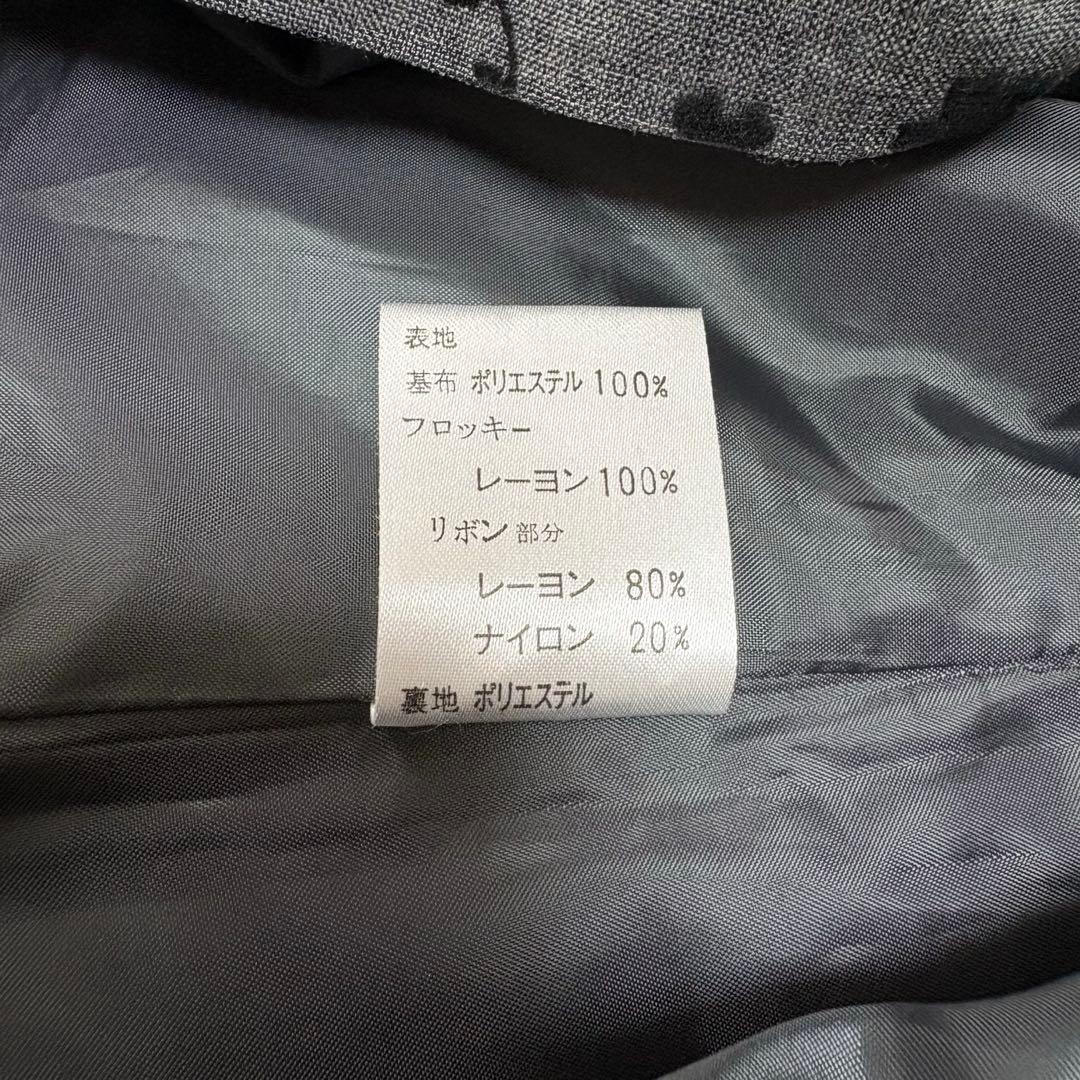 表地
基布 ポリエステル 100%
フロッキー
レーヨン 100%
リボン 部分
レーヨン 80%
ナイロン 20%
裏地 ポリエステル